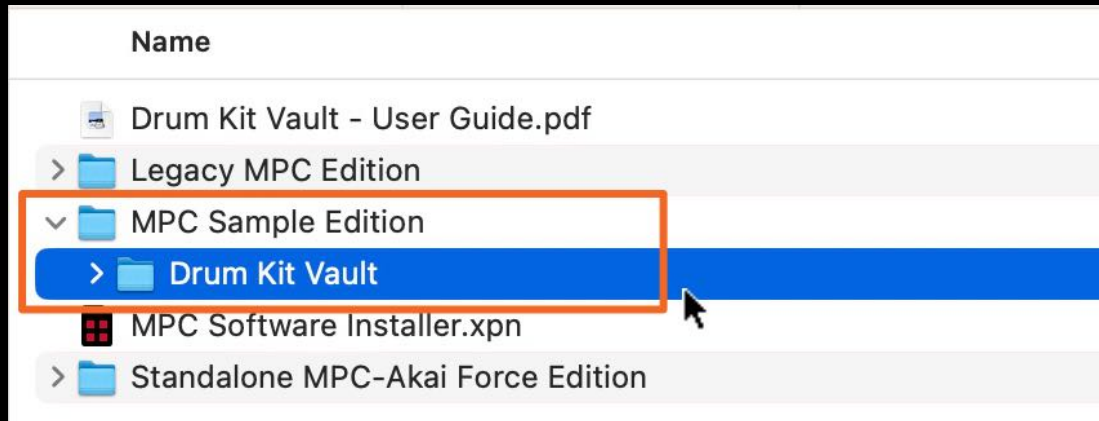 Name
Drum Kit Vault - User Guide.pdf
Legacy MPC Edition
MPC Sample Edition
Drum Kit Vault
MPC Software Installer.xpn
Standalone MPC-Akai Force Edition